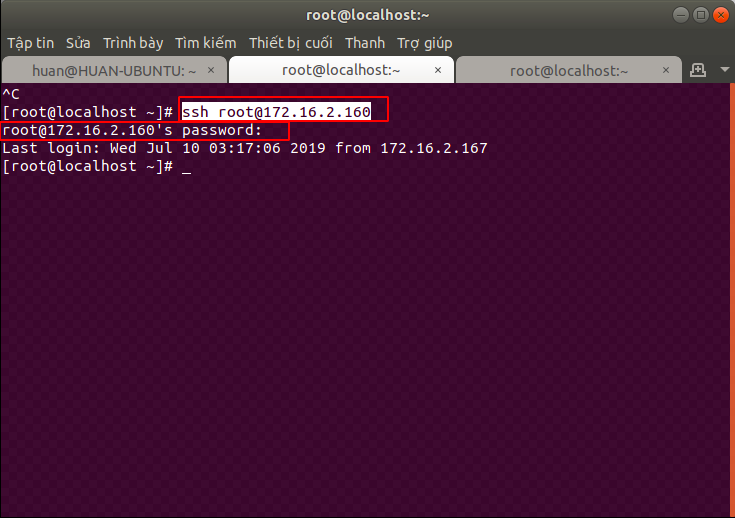 root@localhost:~
Tập tin Sửa Trình bày Tìm kiếm Thiết bị cuối Thanh Trợ giúp
huan@HUAN-UBUNTU: ~ × root@localhost:~ × root@localhost:~ ×
^C
[root@localhost ~]# ssh root@172.16.2.160
root@172.16.2.160's password:
Last login: Wed Jul 10 03:17:06 2019 from 172.16.2.167
[root@localhost ~]# _